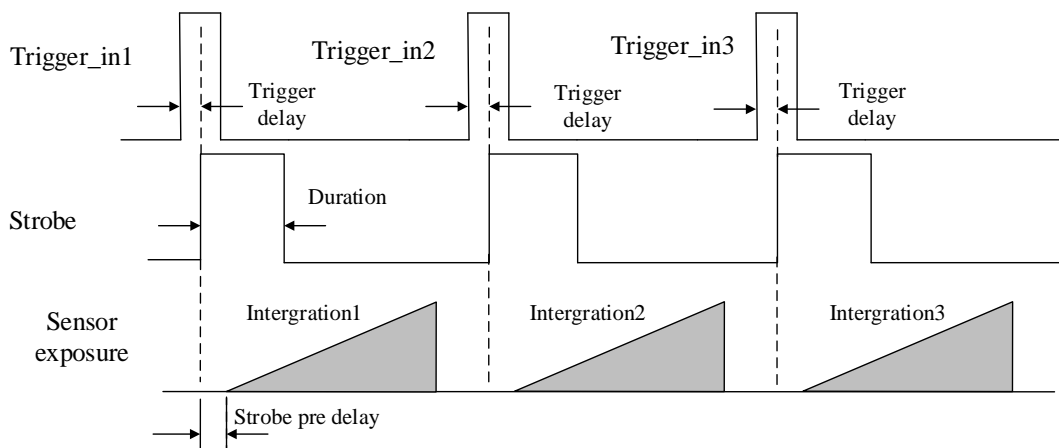 Trigger_in1
Trigger_in2
Trigger_in3
Trigger
delay
Trigger
delay
Trigger
delay
Strobe
Duration
Sensor
exposure
Intergration1
Intergration2
Intergration3
Strobe pre delay